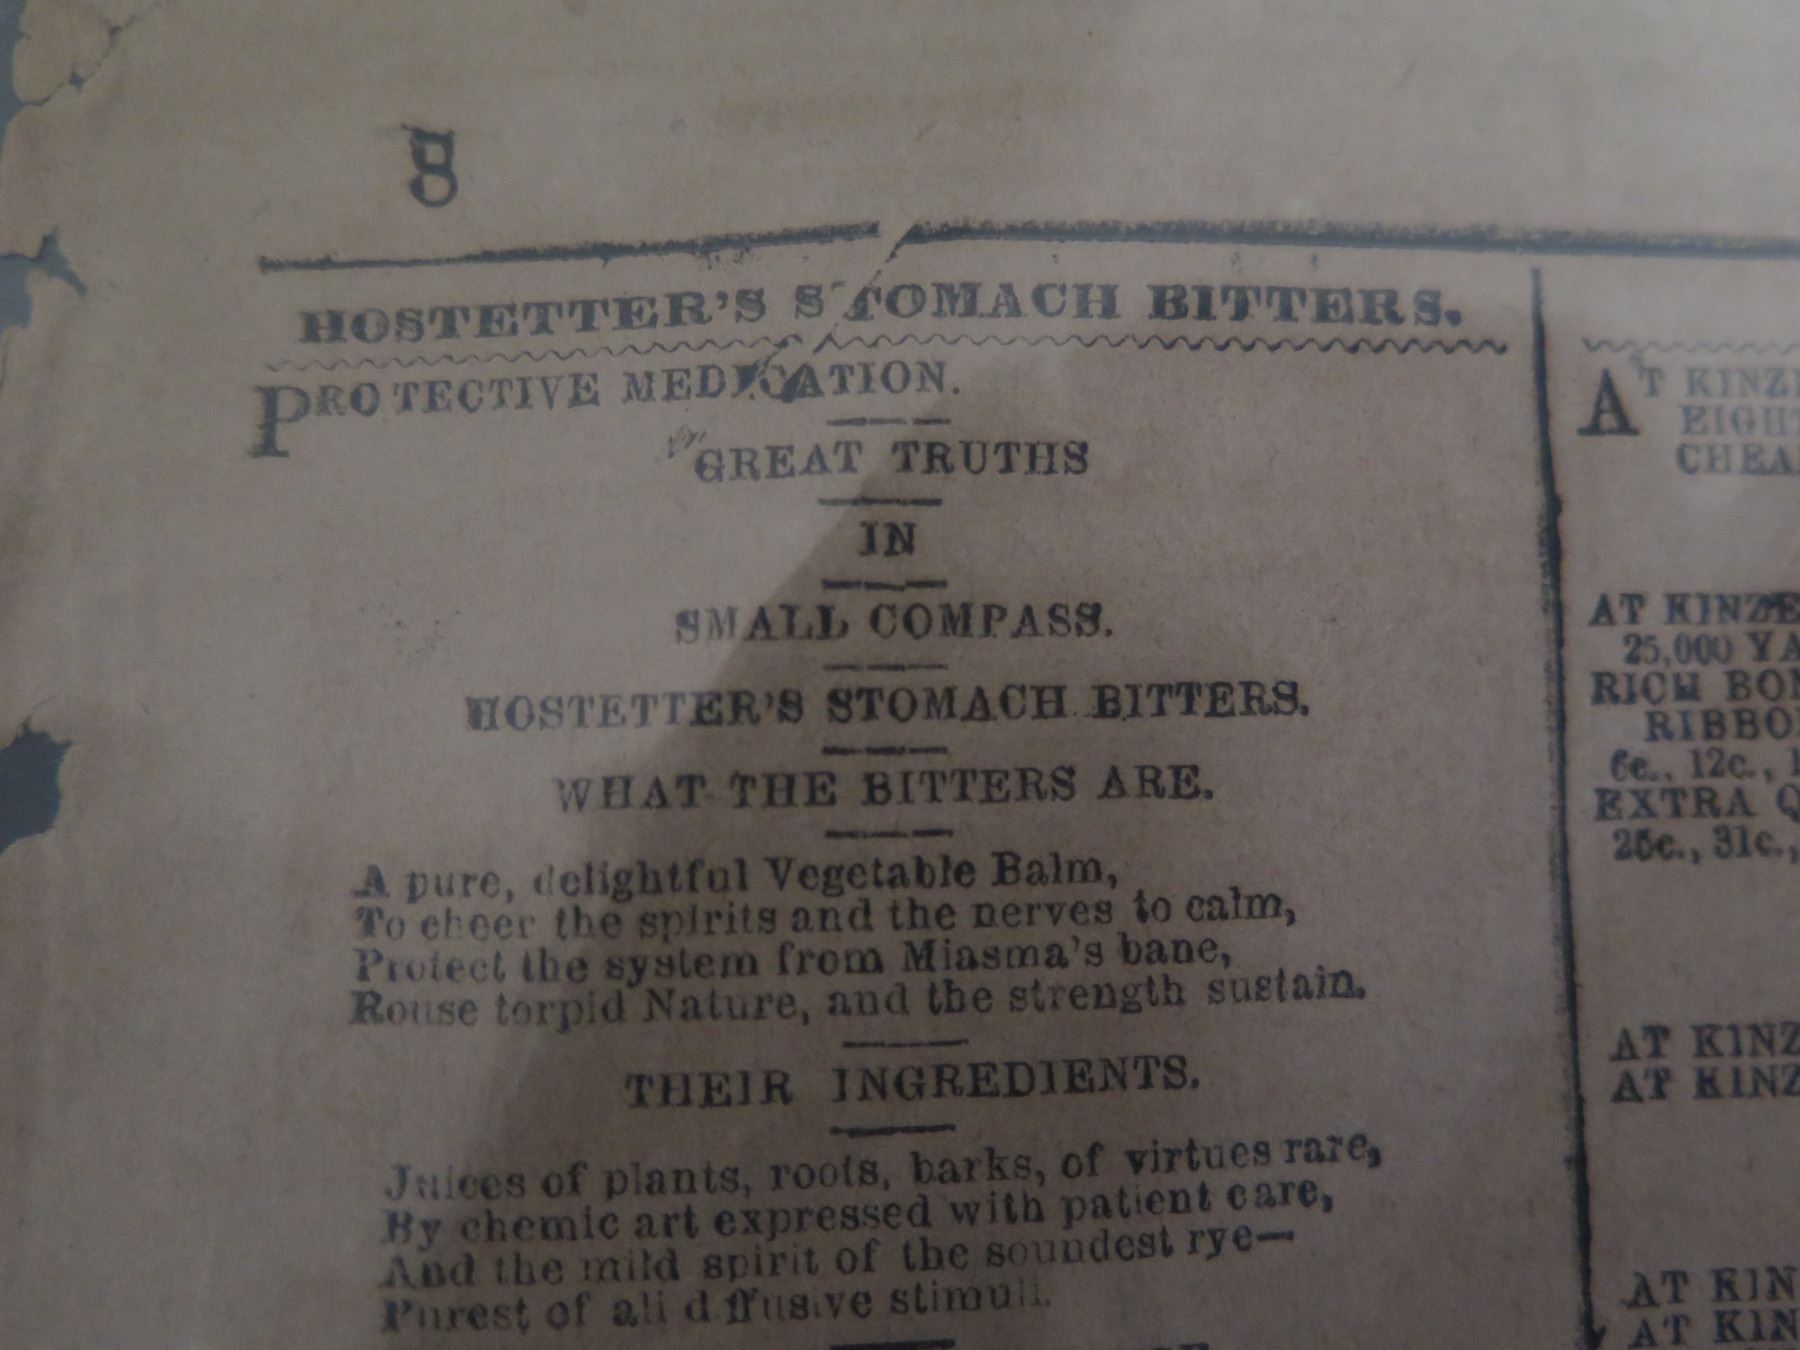 8
HOSTETTER'S STOMACH BITTERS.
PROTECTIVE MEDICATION.
GREAT TRUTHS
IN
SMALL COMPASS.
HOSTETTER'S STOMACH BITTERS.
WHAT THE BITTERS ARE.
A pure, delightful Vegetable Balm,
To cheer the spirits and the nerves to calm,
Protect the system from Miasma's bane,
Rouse torpid Nature, and the strength sustain.
THEIR INGREDIENTS.
Juices of plants, roots, barks, of virtues rare,
By chemic art expressed with patient care,
And the mild spirit of the soundest rye—
Purest of all diffusive stimuli.
AT KINZ
EIGHT
CHEA
AT KINZE
25,000 YA
RICH BON
RIBBO
6c., 12c., 1
EXTRA Q
25c., 31c.,
AT KINZ
AT KINZ
AT KIN
AT KIN